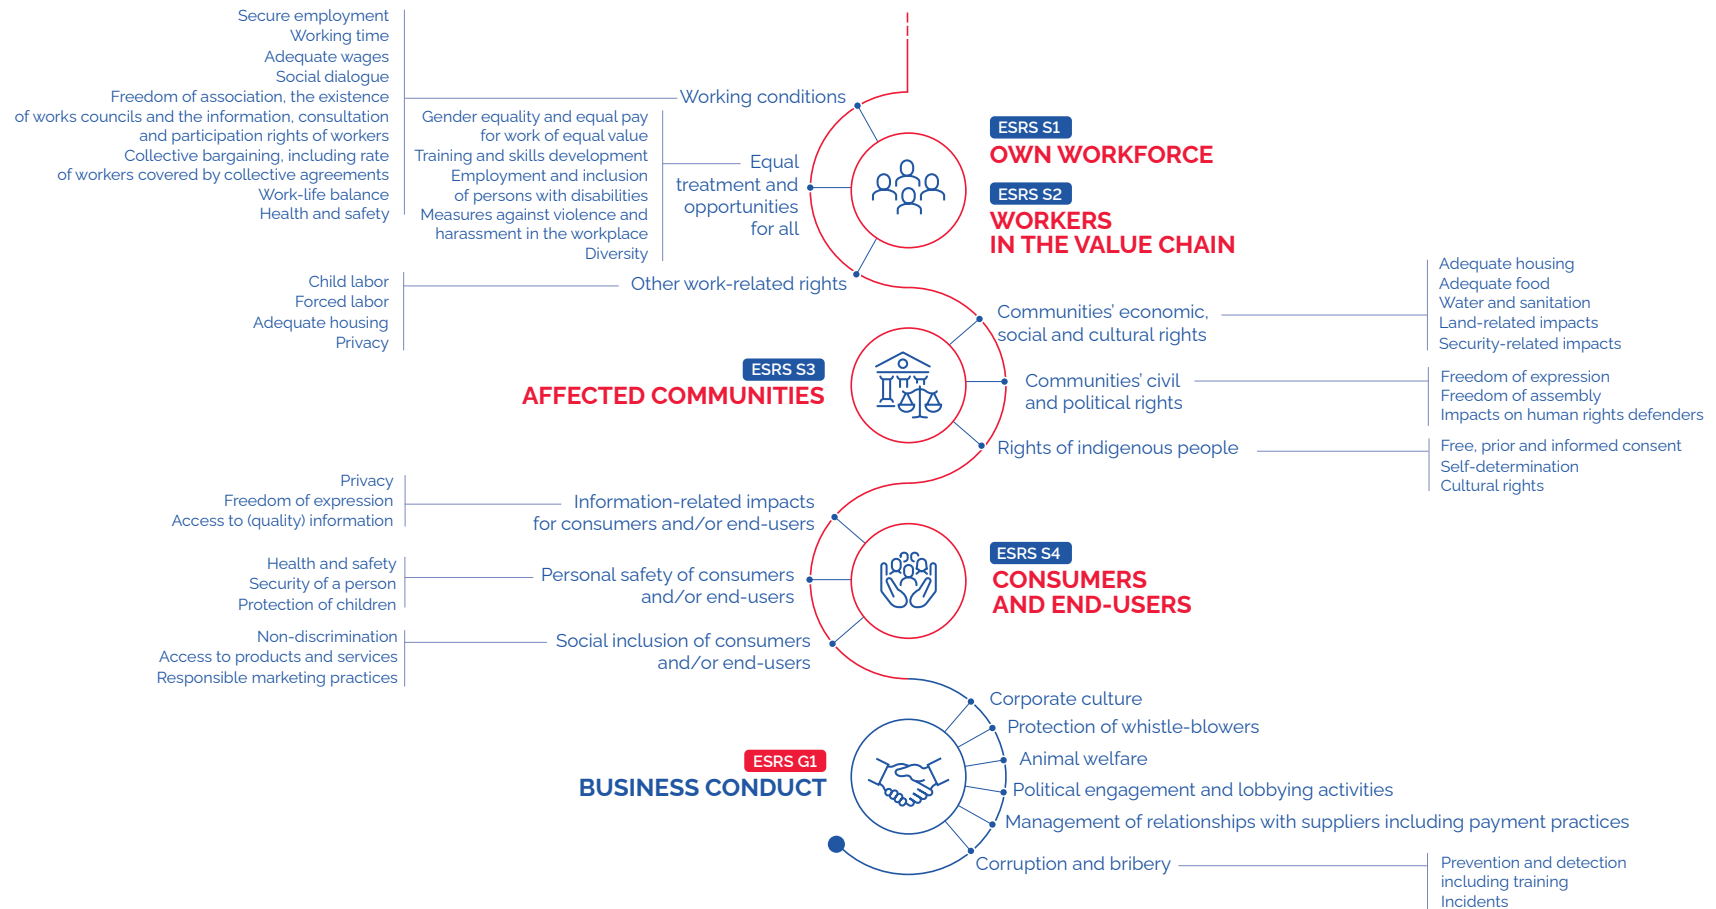 Secure employment
Working time
Adequate wages
Social dialogue
Freedom of association, the existence
of works councils and the information, consultation
and participation rights of workers
Collective bargaining, including rate
of workers covered by collective agreements
Work-life balance
Health and safety
Working conditions
Gender equality and equal pay
for work of equal value
Training and skills development
Employment and inclusion
of persons with disabilities
Measures against violence and
harassment in the workplace
Diversity
Equal
treatment and
opportunities
for all
Child labor
Forced labor
Adequate housing
Privacy
Other work-related rights
ESRS S1
OWN WORKFORCE
ESRS S2
WORKERS
IN THE VALUE CHAIN
ESRS S3
AFFECTED COMMUNITIES
Communities' economic,
social and cultural rights
Adequate housing
Adequate food
Water and sanitation
Land-related impacts
Security-related impacts
Communities' civil
and political rights
Freedom of expression
Freedom of assembly
Impacts on human rights defenders
Rights of indigenous people
Free, prior and informed consent
Self-determination
Cultural rights
Privacy
Freedom of expression
Access to (quality) information
Information-related impacts
for consumers and/or end-users
Health and safety
Security of a person
Protection of children
Personal safety of consumers
and/or end-users
Non-discrimination
Access to products and services
Responsible marketing practices
Social inclusion of consumers
and/or end-users
ESRS S4
CONSUMERS
AND END-USERS
ESRS G1
BUSINESS CONDUCT
Corporate culture
Protection of whistle-blowers
Animal welfare
Political engagement and lobbying activities
Management of relationships with suppliers including payment practices
Corruption and bribery
Prevention and detection
including training
Incidents